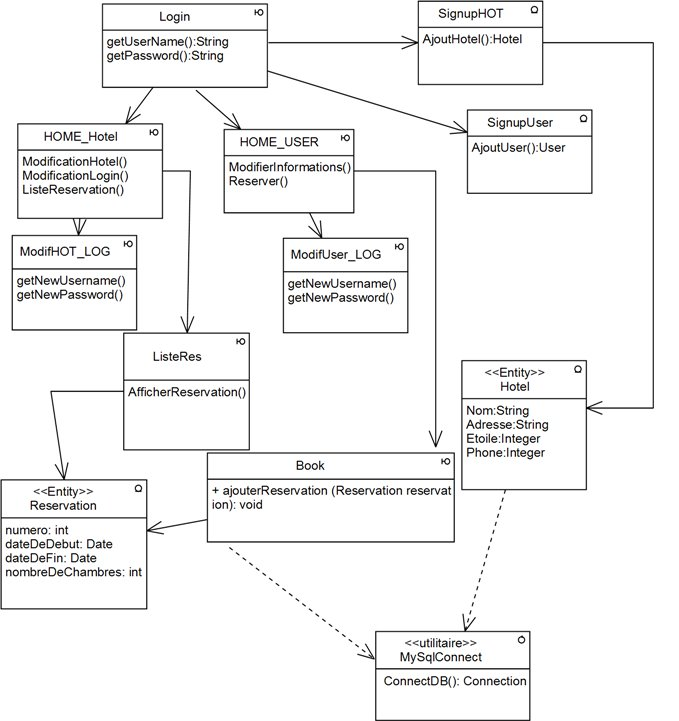 Login
getUserName():String
getPassword():String
SignupHOT
AjoutHotel():Hotel
HOME_Hotel
ModificationHotel()
ModificationLogin()
ListeReservation()
HOME_USER
ModifierInformations()
Reserver()
SignupUser
AjoutUser():User
ModifHOT_LOG
getNewUsername()
getNewPassword()
ModifUser_LOG
getNewUsername()
getNewPassword()
ListeRes
AfficherReservation()
<<Entity>>
Hotel
Nom:String
Adresse:String
Etoile:Integer
Phone:Integer
Book
+ ajouterReservation (Reservation reservat
ion): void
<<Entity>>
Reservation
numero: int
dateDeDebut: Date
dateDeFin: Date
nombreDeChambres: int
<<utilitaire>>
MySqlConnect
ConnectDB(): Connection